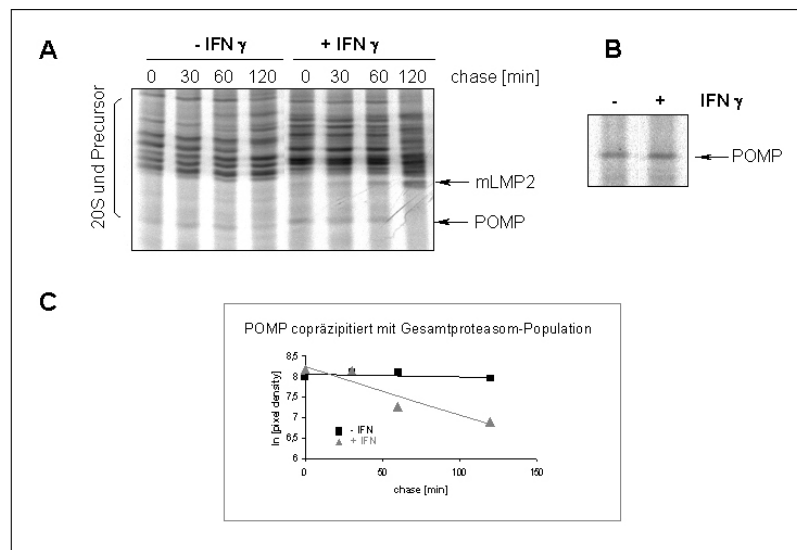 A
- IFN γ
+ IFN γ
0 30 60 120 0 30 60 120 chase [min]
20S und Precursor
mLMP2
POMP
B
- + IFN γ
POMP
C
POMP copräzipitiert mit Gesamtproteasom-Population
ln [pixel density]
8,5
8
7,5
7
6,5
6
- IFN
+ IFN
0 50 100 150
chase [min]